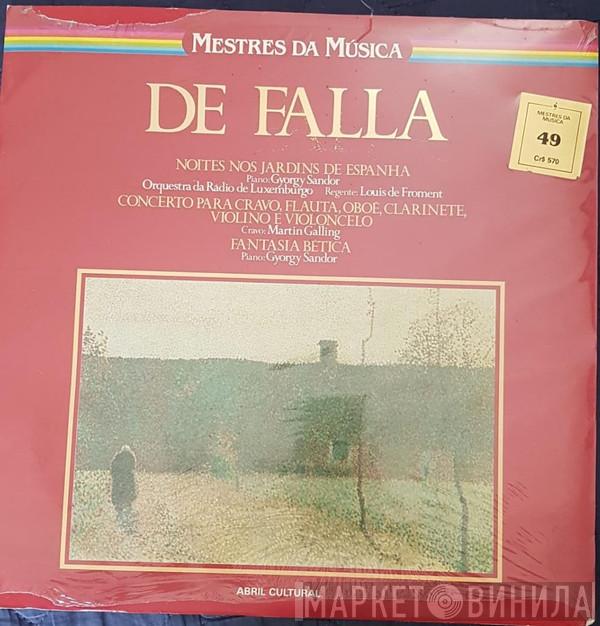 MESTRES DA MÚSICA
DE FALLA
MESTRES DA
MÚSICA
49
Cr$ 570
NOITES NOS JARDINS DE ESPANHA
Piano: Gyorgy Sandor
Orquestra da Rádio de Luxemburgo Regente: Louis de Froment
CONCERTO PARA CRAVO, FLAUTA, OBOÉ, CLARINETE,
VIOLINO E VIOLONCELO
Cravo: Martin Galling
FANTASIA BÉTICA
Piano: Gyorgy Sandor
ABRIL CULTURAL
МАРКЕТ ВИНИЛА